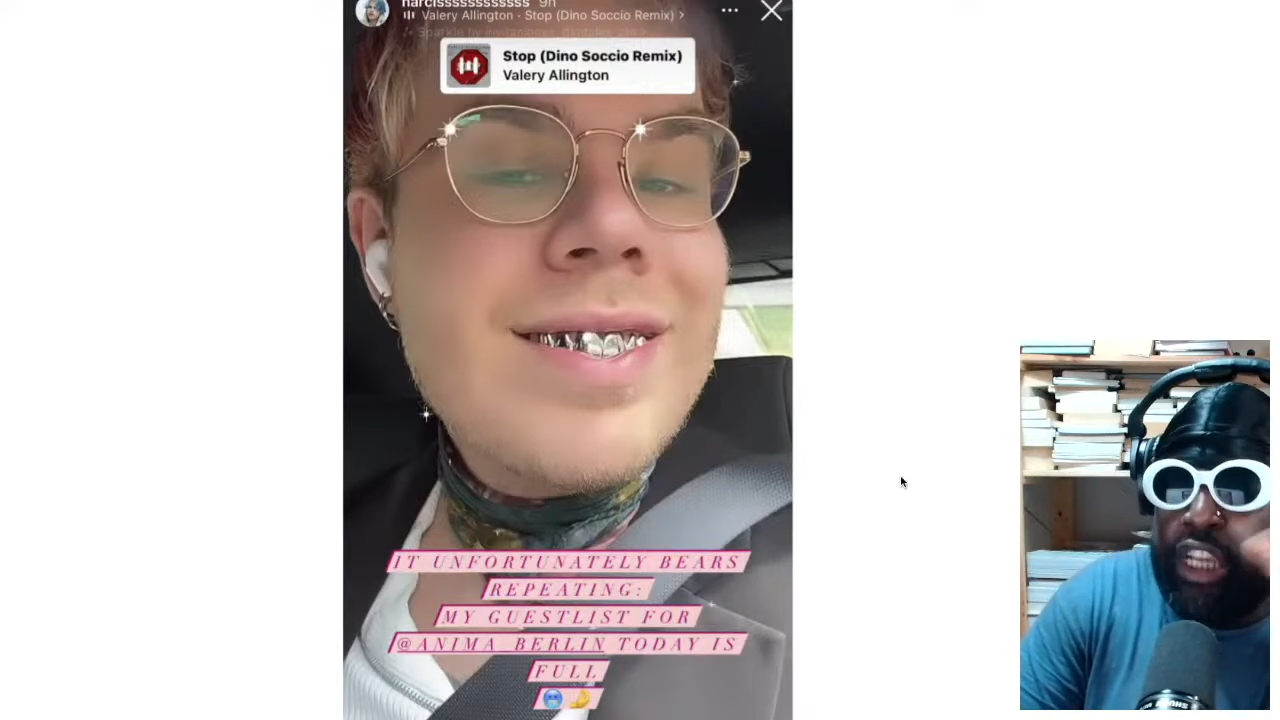 narcissssssssssss 9h
Valery Allington · Stop (Dino Soccio Remix) >
Stop (Dino Soccio Remix)
Valery Allington
IT UNFORTUNATELY BEARS
REPEATING:
MY GUESTLIST FOR
@ANIMA_BERLIN TODAY IS
FULL